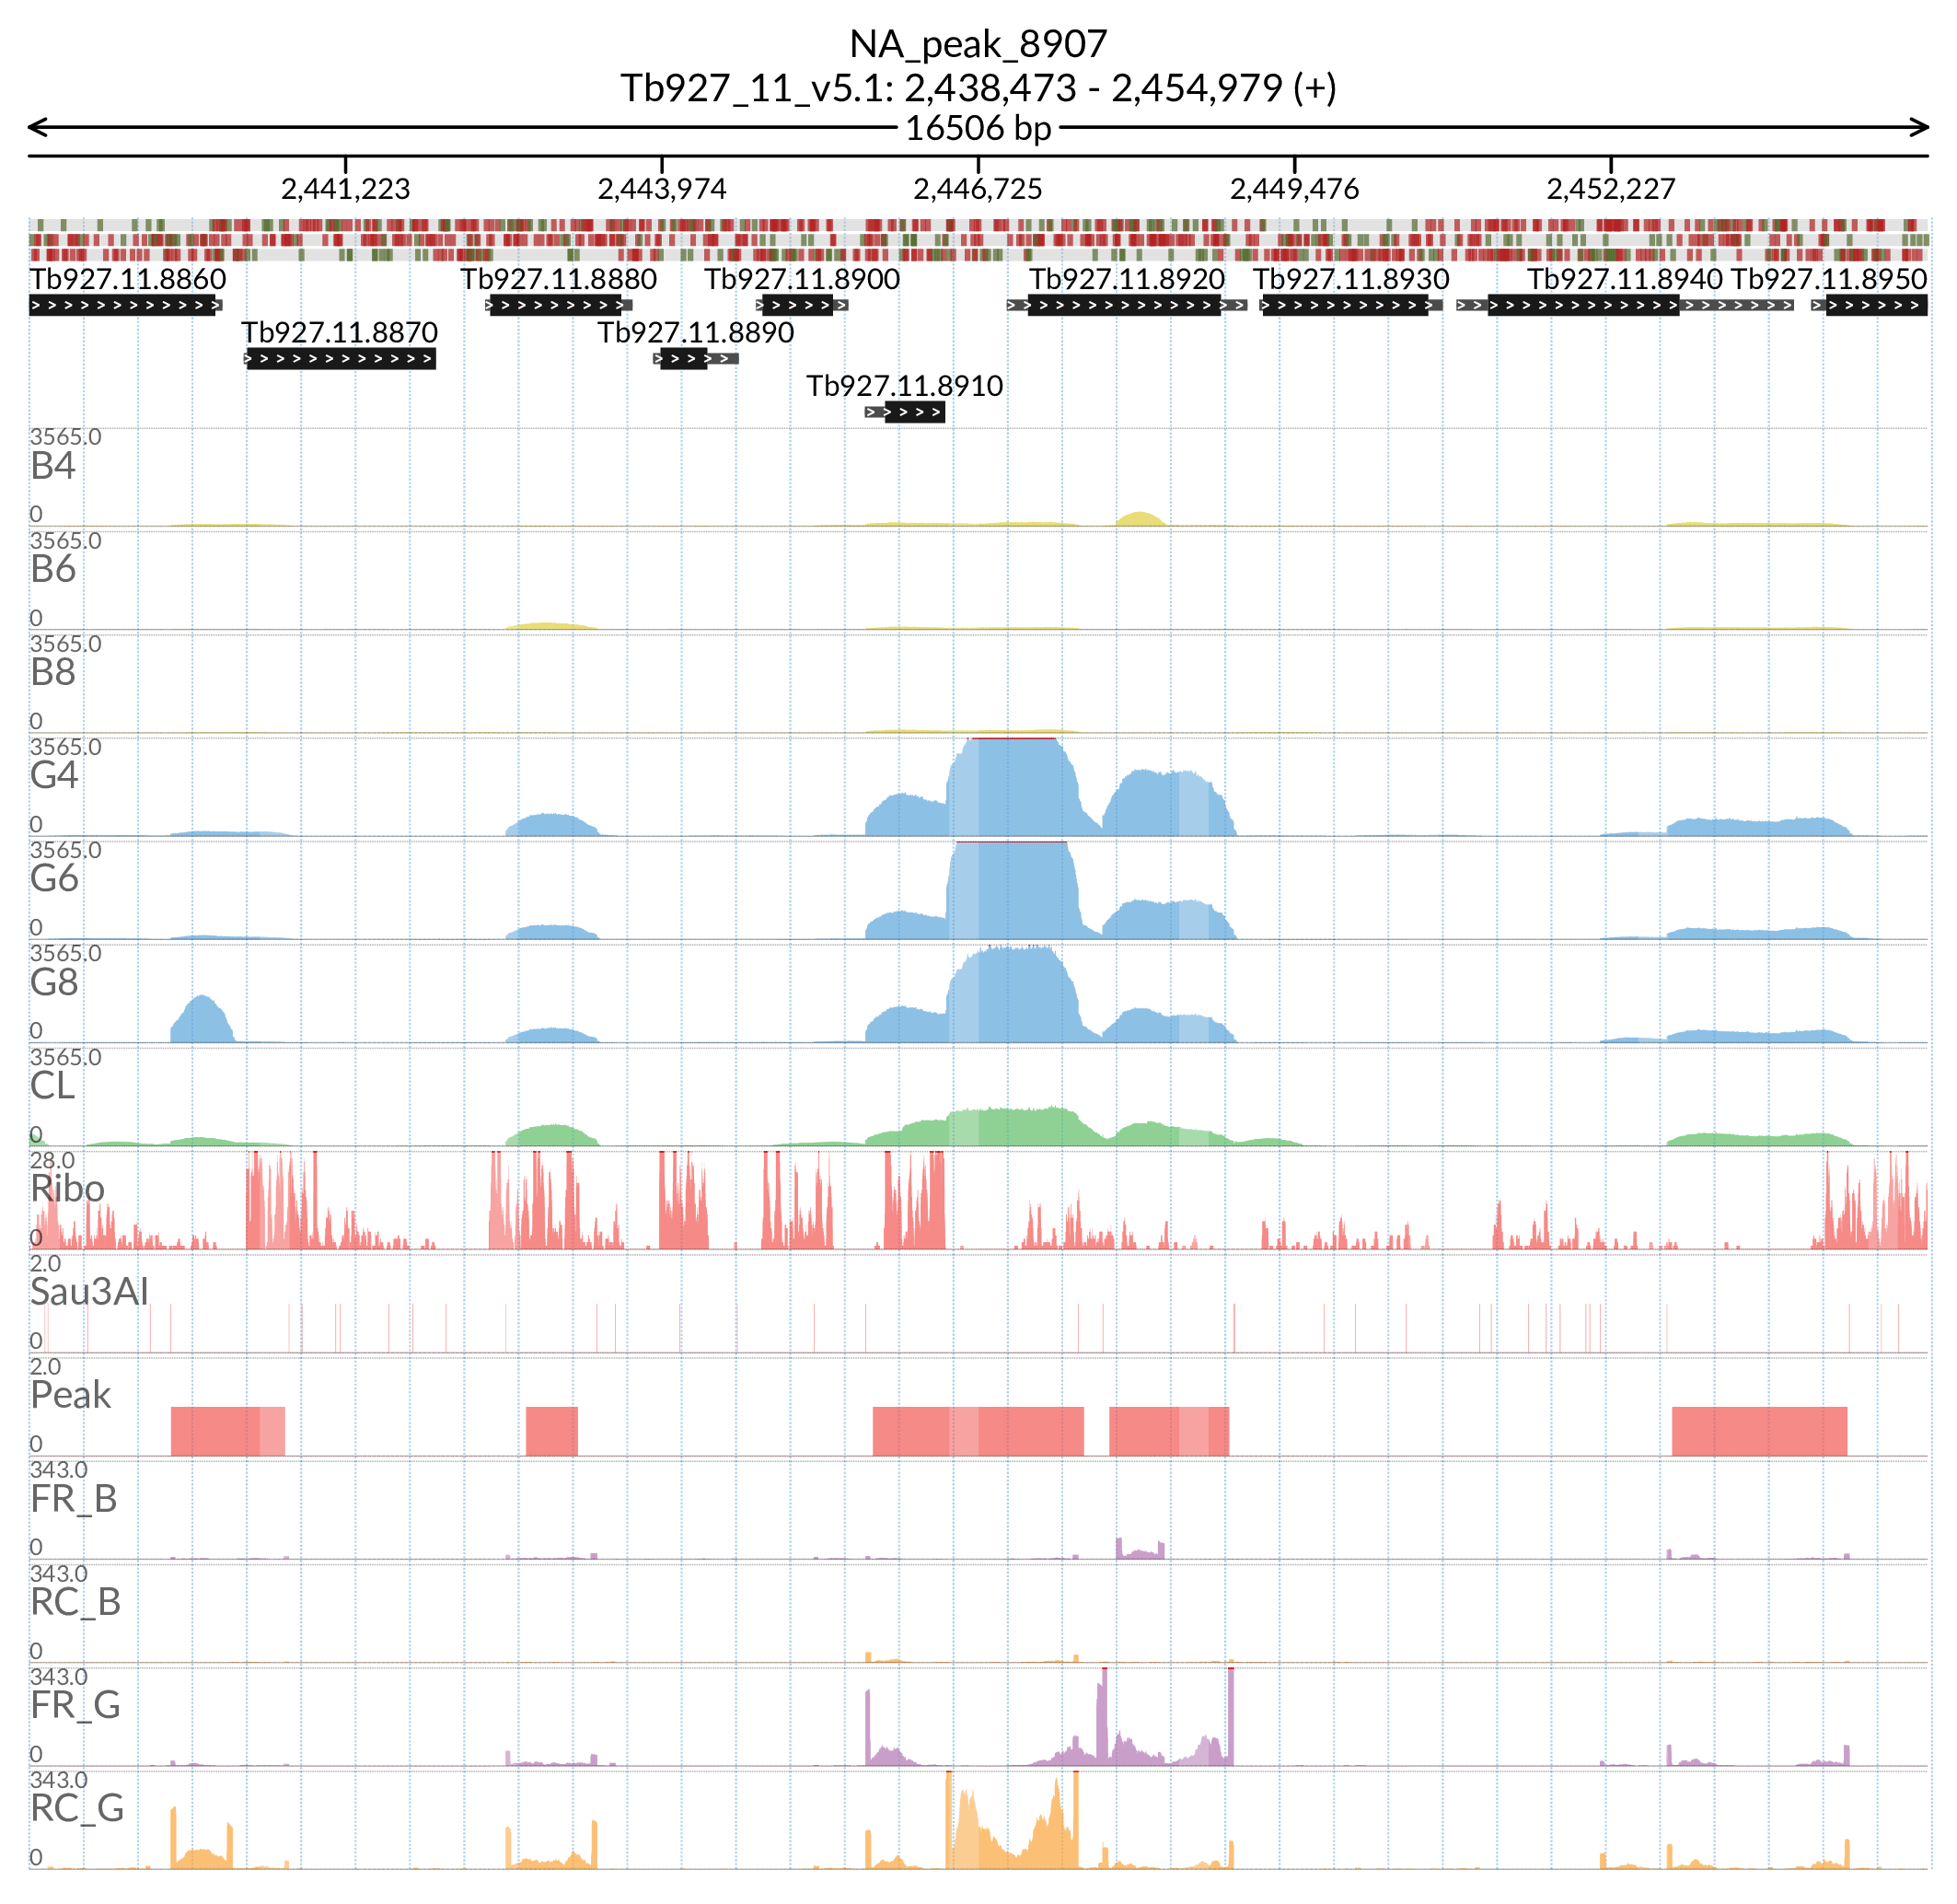 NA_peak_8907
Tb927_11_v5.1: 2,438,473 - 2,454,979 (+)
16506 bp
2,441,223 2,443,974 2,446,725 2,449,476 2,452,227
Tb927.11.8860 Tb927.11.8880 Tb927.11.8900 Tb927.11.8920 Tb927.11.8930 Tb927.11.8940 Tb927.11.8950
Tb927.11.8870 Tb927.11.8890
Tb927.11.8910
3565.0
B4
0
3565.0
B6
0
3565.0
B8
0
3565.0
G4
0
3565.0
G6
0
3565.0
G8
0
3565.0
CL
0
28.0
Ribo
0
2.0
Sau3AI
0
2.0
Peak
0
343.0
FR_B
0
343.0
RC_B
0
343.0
FR_G
0
343.0
RC_G
0